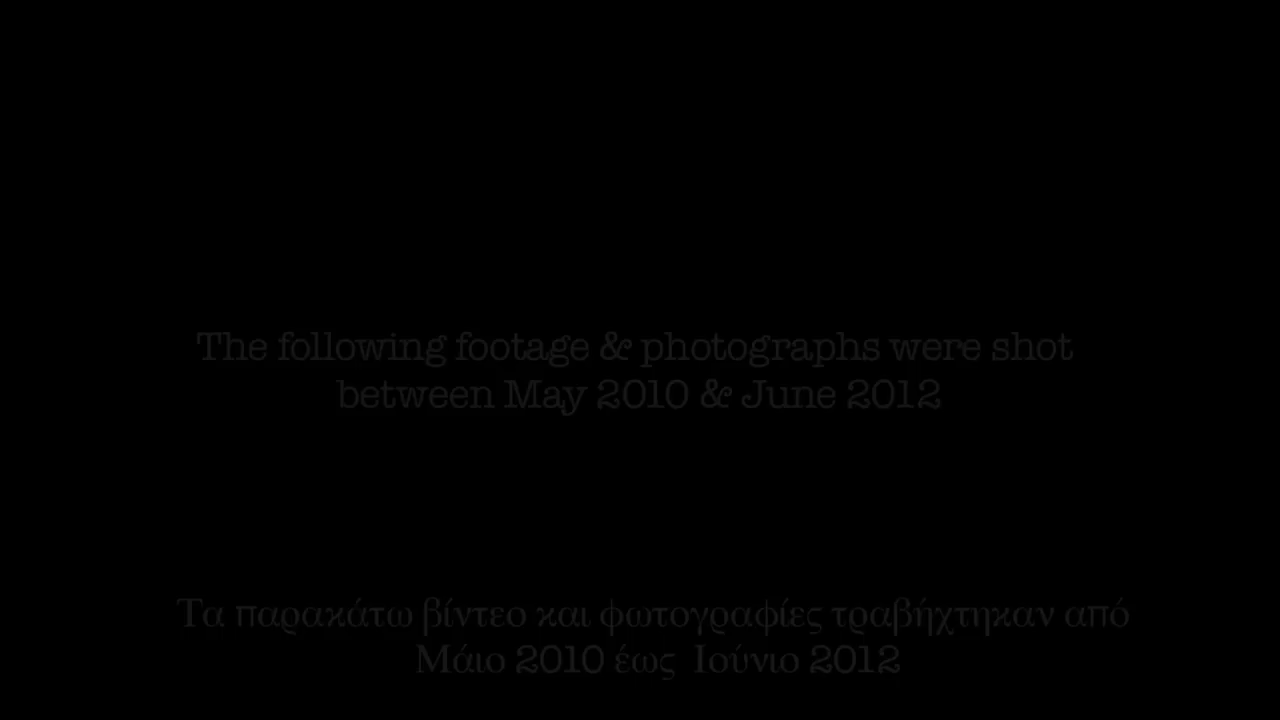 The following footage & photographs were shot
between May 2010 & June 2012
Τα παρακάτω βίντεο και φωτογραφίες τραβήχτηκαν από
Μάιο 2010 έως Ιούνιο 2012